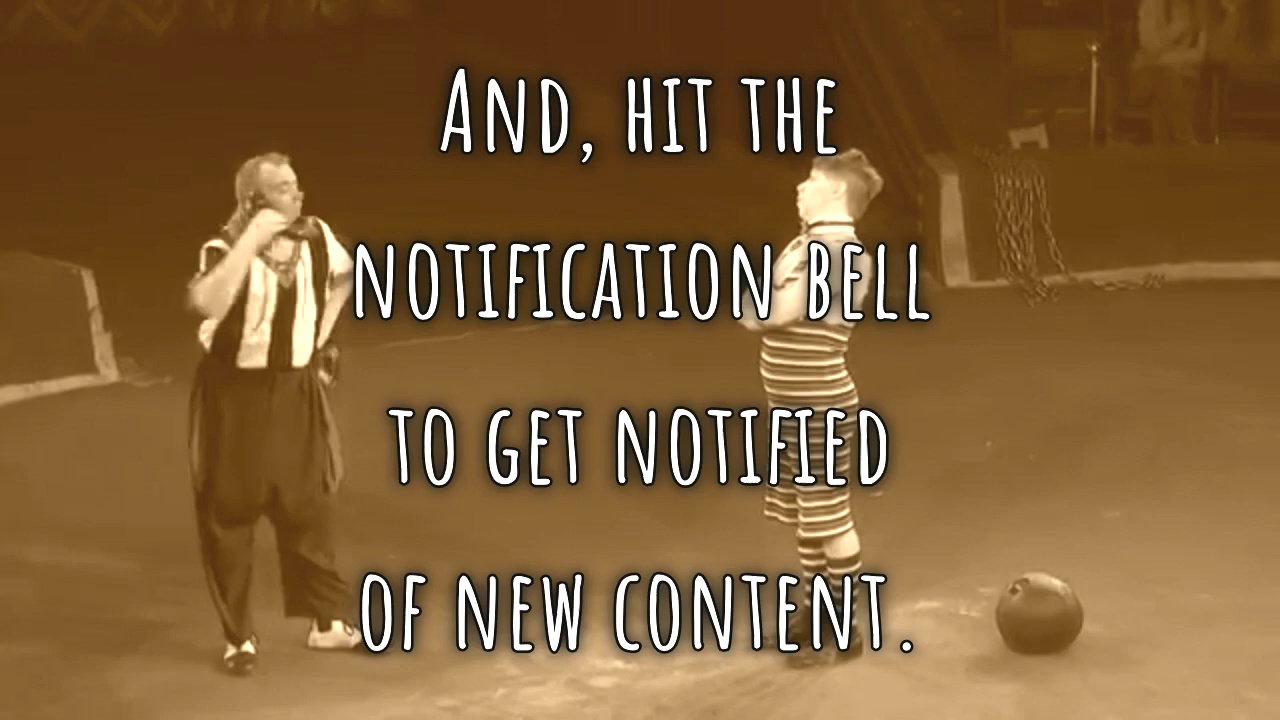 And, hit the
notification bell
to get notified
of new content.